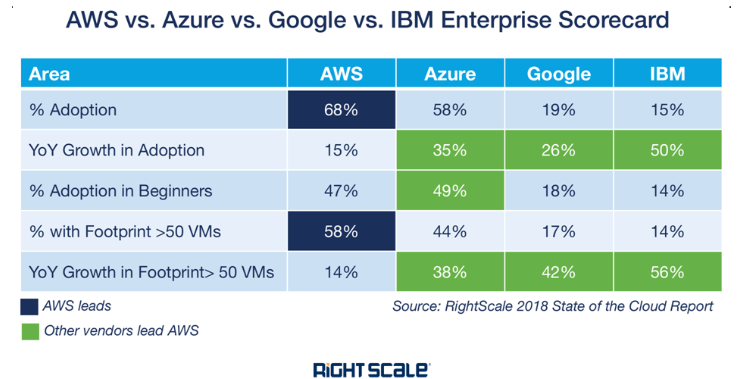 AWS vs. Azure vs. Google vs. IBM Enterprise Scorecard
Area AWS Azure Google IBM
% Adoption 68% 58% 19% 15%
YoY Growth in Adoption 15% 35% 26% 50%
% Adoption in Beginners 47% 49% 18% 14%
% with Footprint >50 VMs 58% 44% 17% 14%
YoY Growth in Footprint> 50 VMs 14% 38% 42% 56%
AWS leads
Source: RightScale 2018 State of the Cloud Report
Other vendors lead AWS
RIGHT SCALE